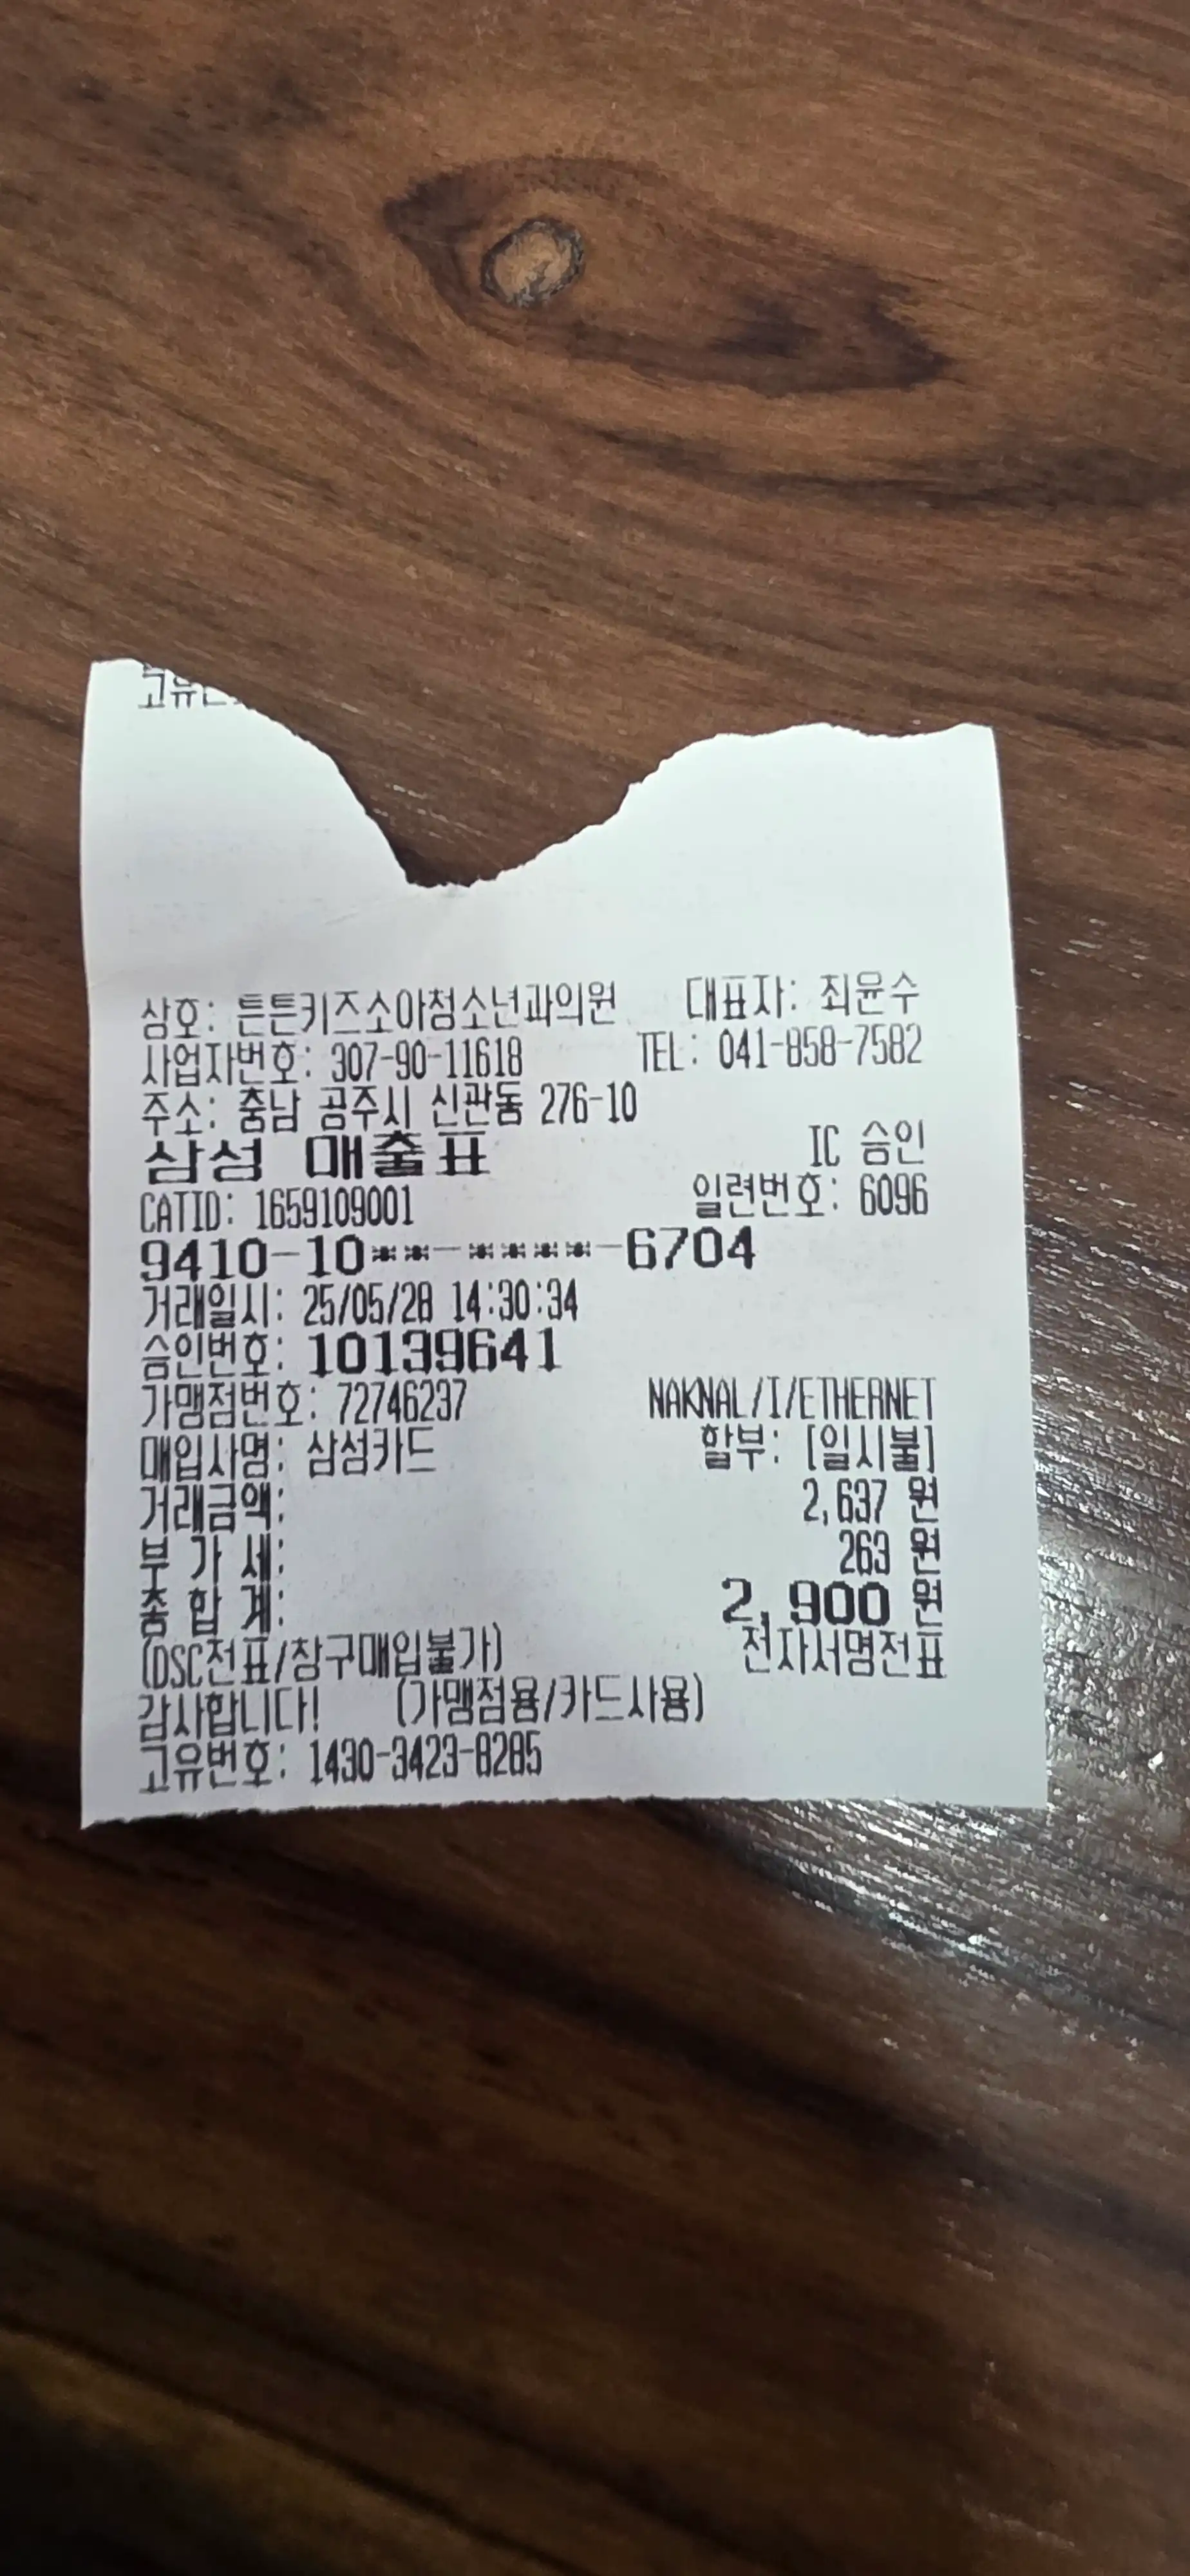 고유번
상호: 튼튼키즈소아청소년과의원 대표자: 최윤수
사업자번호: 307-90-11618 TEL: 041-858-7582
주소: 충남 공주시 신관동 276-10
삼성 매출표 IC 승인
CATID: 1659109001 일련번호: 6096
9410-10**-****-6704
거래일시: 25/05/28 14:30:34
승인번호: 10139641
가맹점번호: 72746237 NAKNAL/I/ETHERNET
매입사명: 삼성카드 할부: [일시불]
거래금액: 2,637 원
부 가 세: 263 원
총 합 계: 2,900 원
(DSC전표/창구매입불가) 전자서명전표
감사합니다! (가맹점용/카드사용)
고유번호: 1430-3423-8285